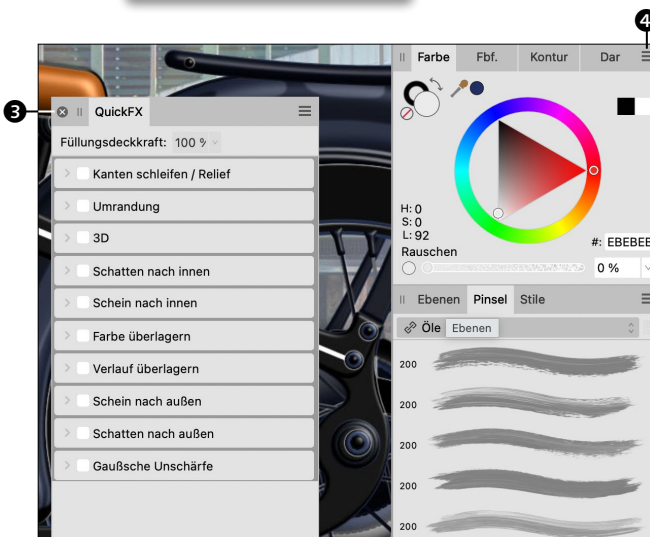 4
Farbe Fbf. Kontur Dar
3
QuickFX
Füllungsdeckkraft: 100 %
Kanten schleifen / Relief
Umrandung
3D
Schatten nach innen
Schein nach innen
Farbe überlagern
Verlauf überlagern
Schein nach außen
Schatten nach außen
Gaußsche Unschärfe
H: 0
S: 0
L: 92
#: EBEBEB
Rauschen
0 %
Ebenen Pinsel Stile
Öle Ebenen
200
200
200
200
200